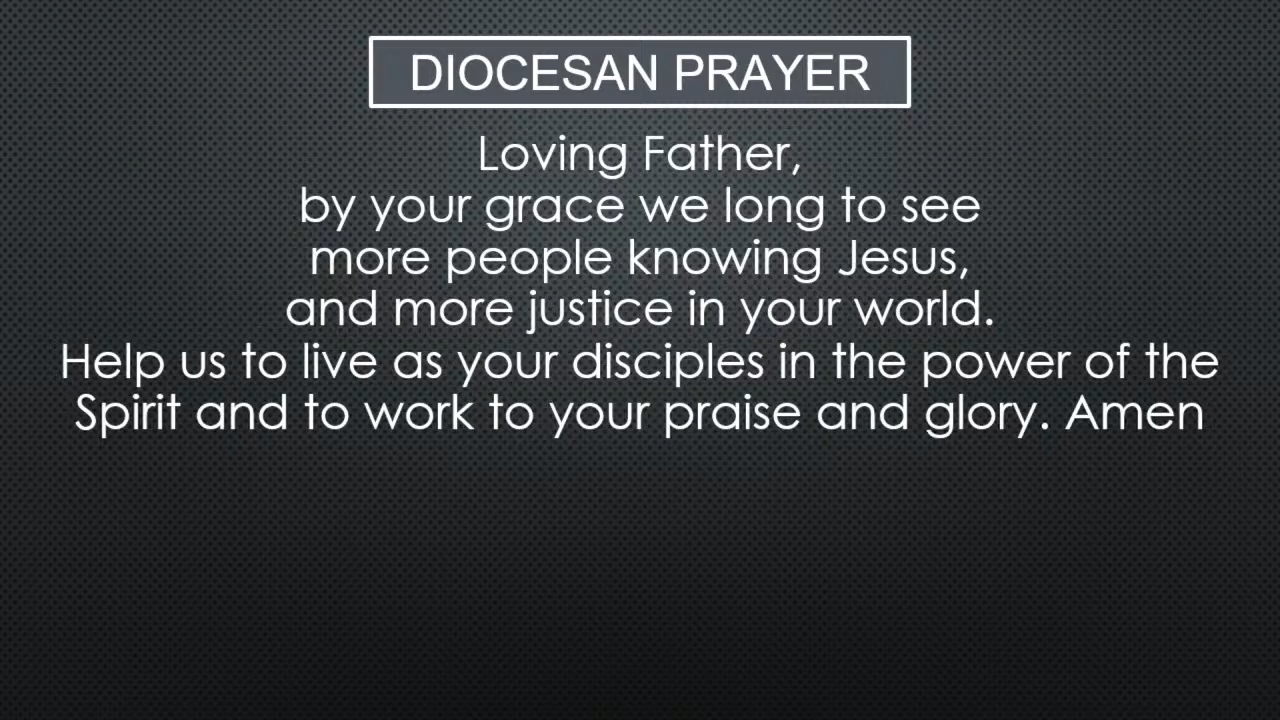 DIOCESAN PRAYER
Loving Father,
by your grace we long to see
more people knowing Jesus,
and more justice in your world.
Help us to live as your disciples in the power of the
Spirit and to work to your praise and glory. Amen